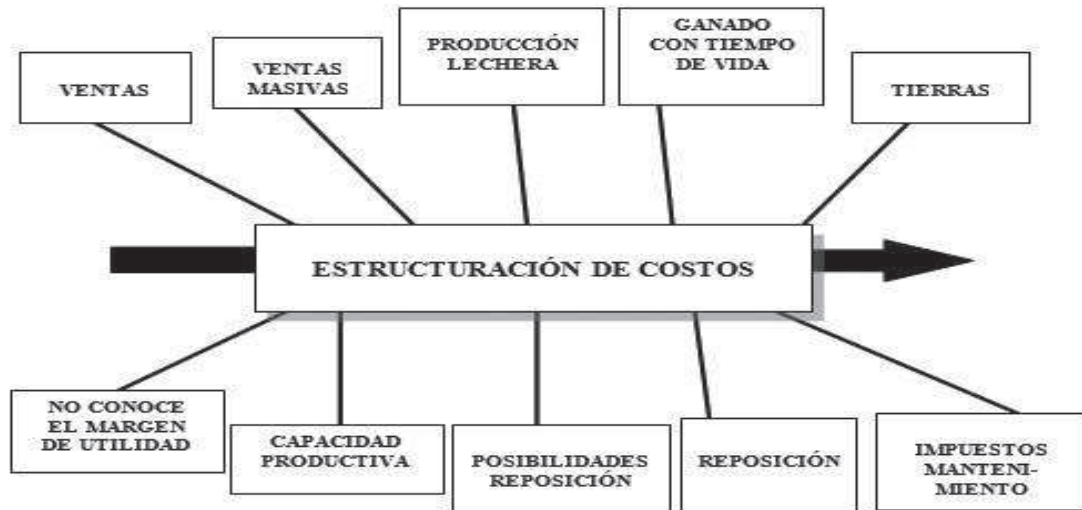 VENTAS
VENTAS
MASIVAS
PRODUCCIÓN
LECHERA
GANADO
CON TIEMPO
DE VIDA
TIERRAS
ESTRUCTURACIÓN DE COSTOS
NO CONOCE
EL MARGEN
DE UTILIDAD
CAPACIDAD
PRODUCTIVA
POSIBILIDADES
REPOSICIÓN
REPOSICIÓN
IMPUESTOS
MANTENI-
MIENTO